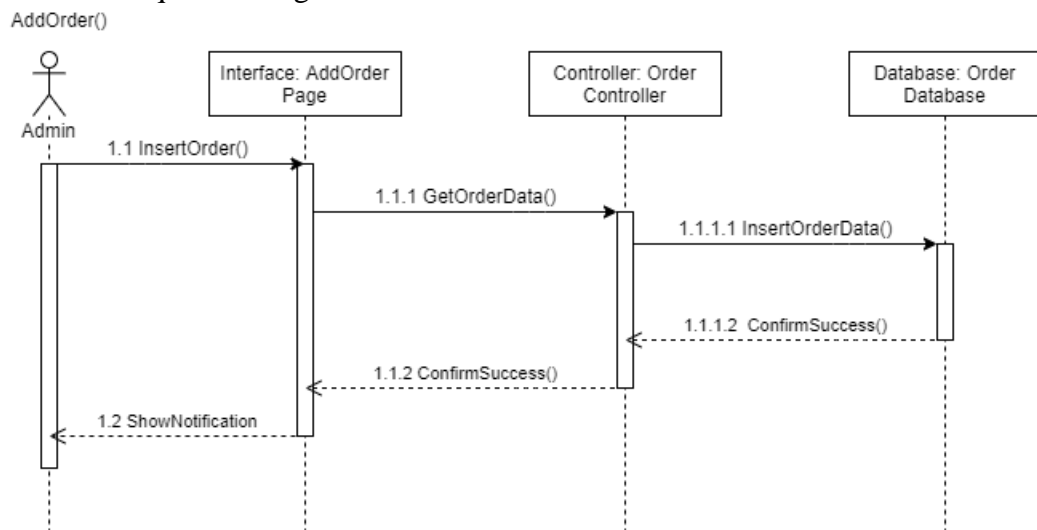 AddOrder()
Admin
Interface: AddOrder
Page
Controller: Order
Controller
Database: Order
Database
1.1 InsertOrder()
1.1.1 GetOrderData()
1.1.1.1 InsertOrderData()
1.1.1.2 ConfirmSuccess()
1.1.2 ConfirmSuccess()
1.2 ShowNotification